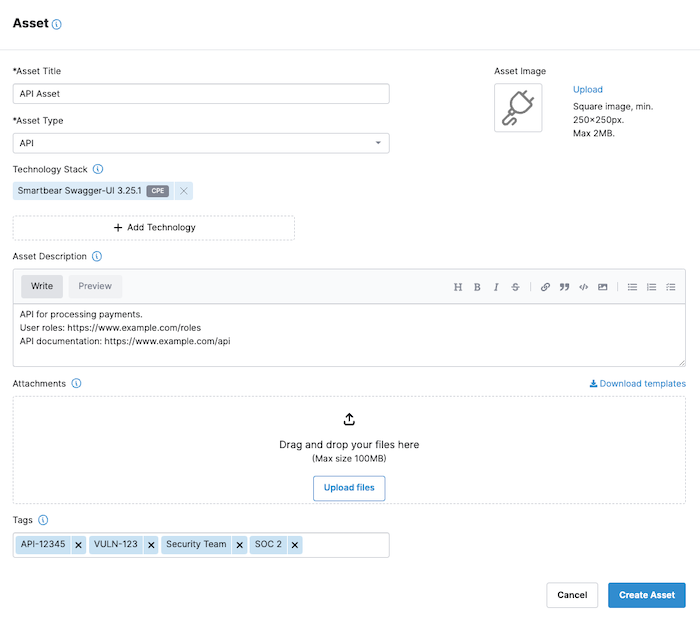 Asset
*Asset Title
API Asset
*Asset Type
API
Technology Stack
Smartbear Swagger-UI 3.25.1 CPE
+ Add Technology
Asset Image
Upload
Square image, min.
250×250px.
Max 2MB.
Asset Description
Write Preview
H B I S
API for processing payments.
User roles: https://www.example.com/roles
API documentation: https://www.example.com/api
Attachments
Download templates
Drag and drop your files here
(Max size 100MB)
Upload files
Tags
API-12345 VULN-123 Security Team SOC 2
Cancel Create Asset